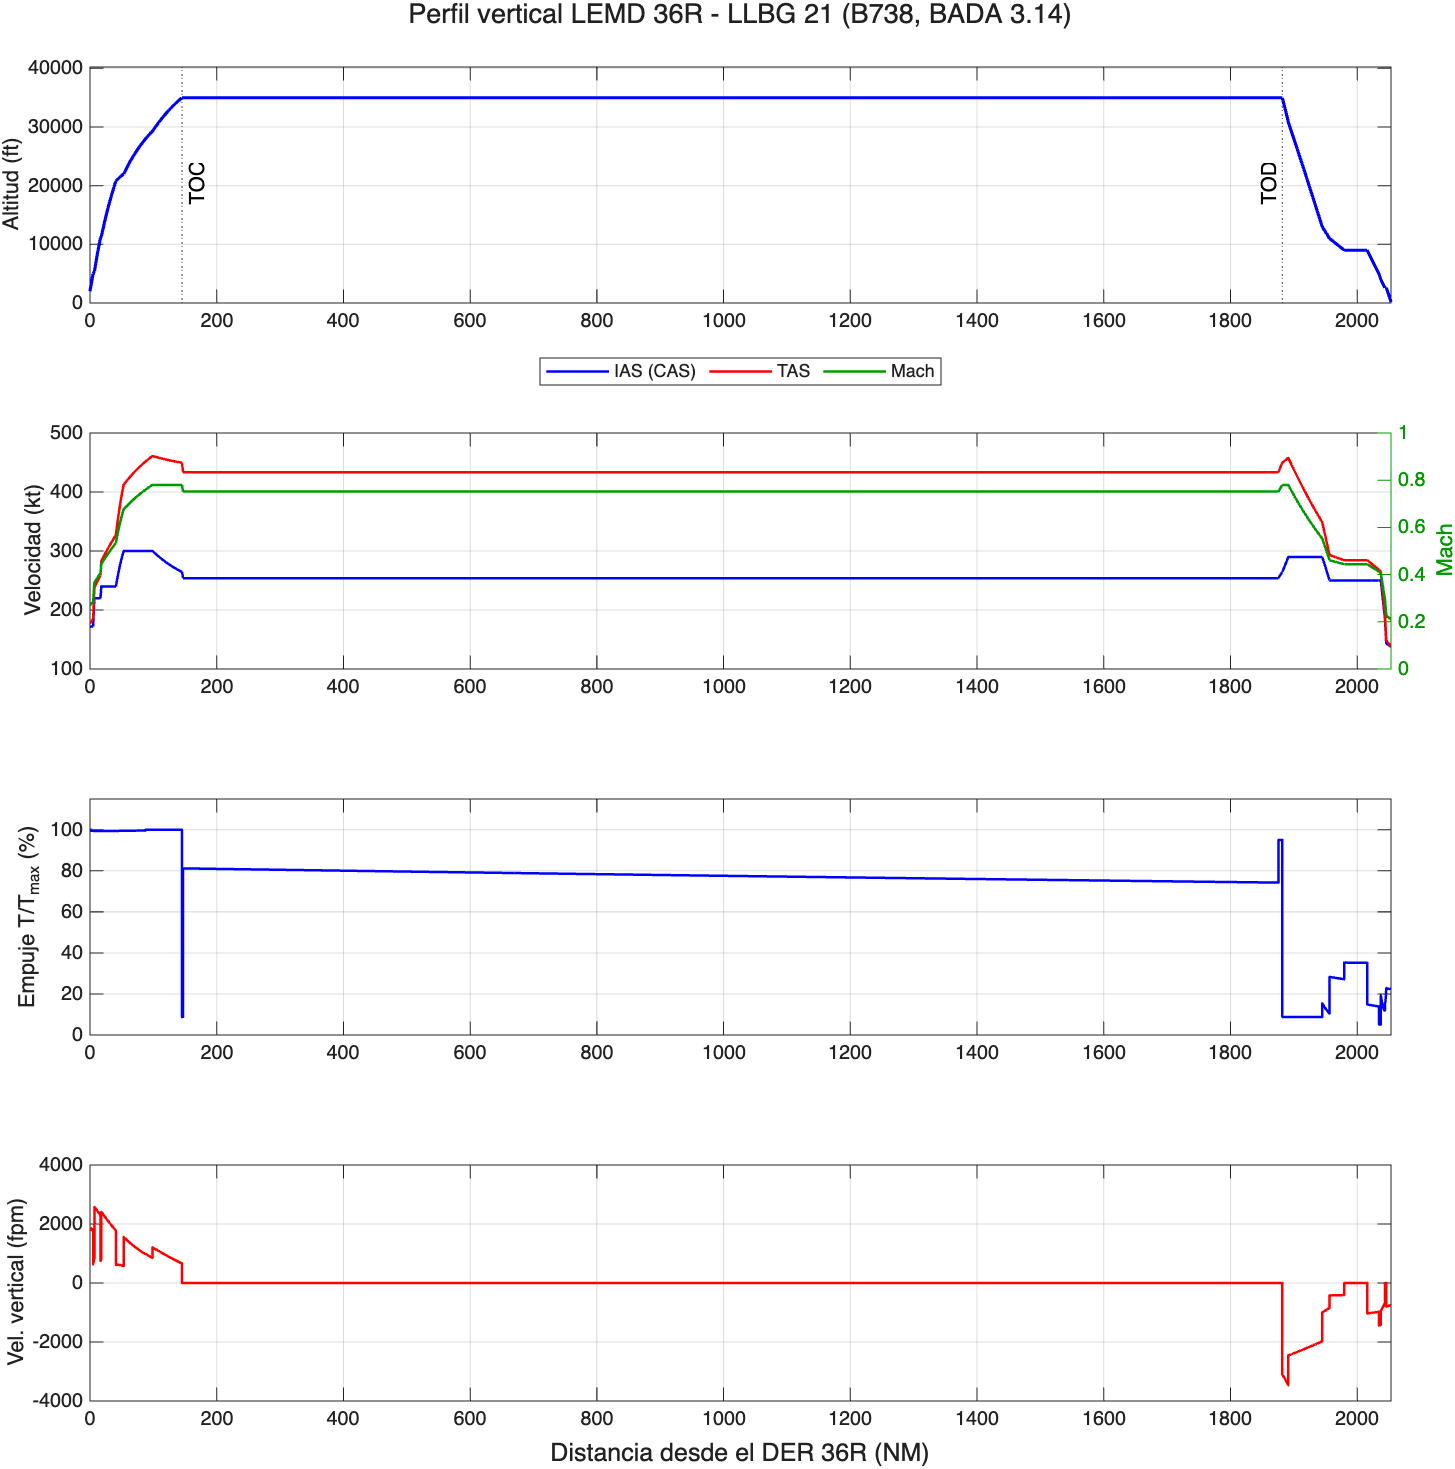 Perfil vertical LEMD 36R - LLBG 21 (B738, BADA 3.14)
40000
30000
20000
10000
0
Altitud (ft)
TOC
TOD
0 200 400 600 800 1000 1200 1400 1600 1800 2000
IAS (CAS) TAS Mach
500
400
300
200
100
Velocidad (kt)
1
0.8
0.6
0.4
0.2
0
Mach
0 200 400 600 800 1000 1200 1400 1600 1800 2000
100
80
60
40
20
0
Empuje T/Tmax (%)
0 200 400 600 800 1000 1200 1400 1600 1800 2000
4000
2000
0
-2000
-4000
Vel. vertical (fpm)
0 200 400 600 800 1000 1200 1400 1600 1800 2000
Distancia desde el DER 36R (NM)